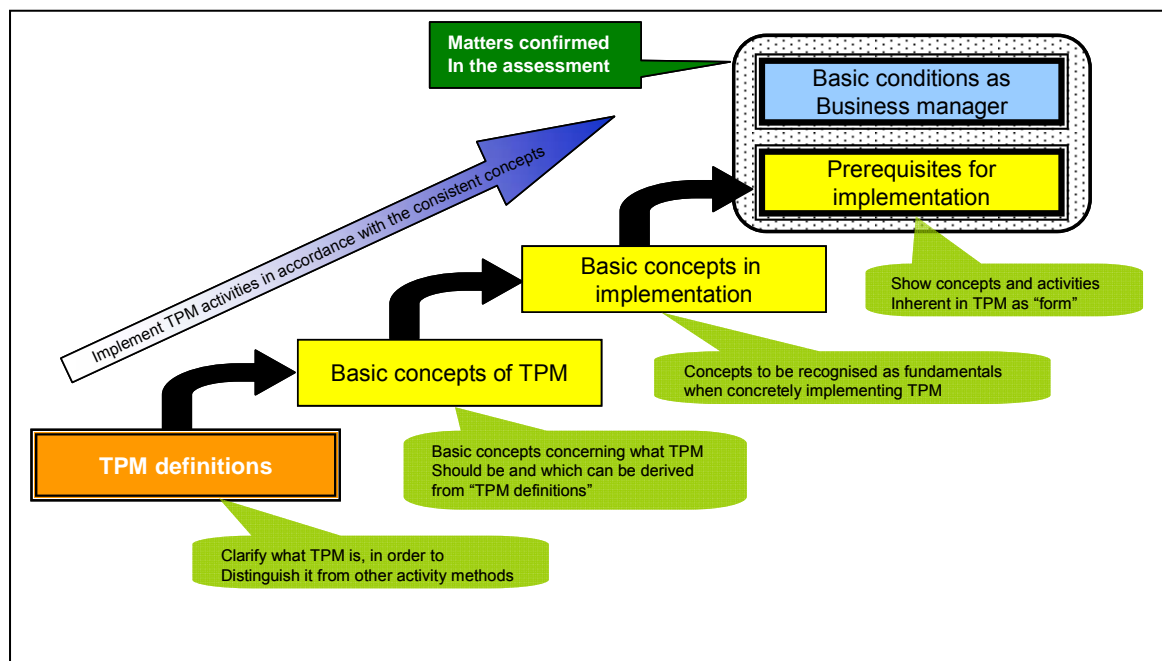 Matters confirmed
In the assessment
Basic conditions as
Business manager
Prerequisites for
implementation
Implement TPM activities in accordance with the consistent concepts
Basic concepts in
implementation
Show concepts and activities
Inherent in TPM as “form”
Basic concepts of TPM
Concepts to be recognised as fundamentals
when concretely implementing TPM
TPM definitions
Basic concepts concerning what TPM
Should be and which can be derived
from “TPM definitions”
Clarify what TPM is, in order to
Distinguish it from other activity methods